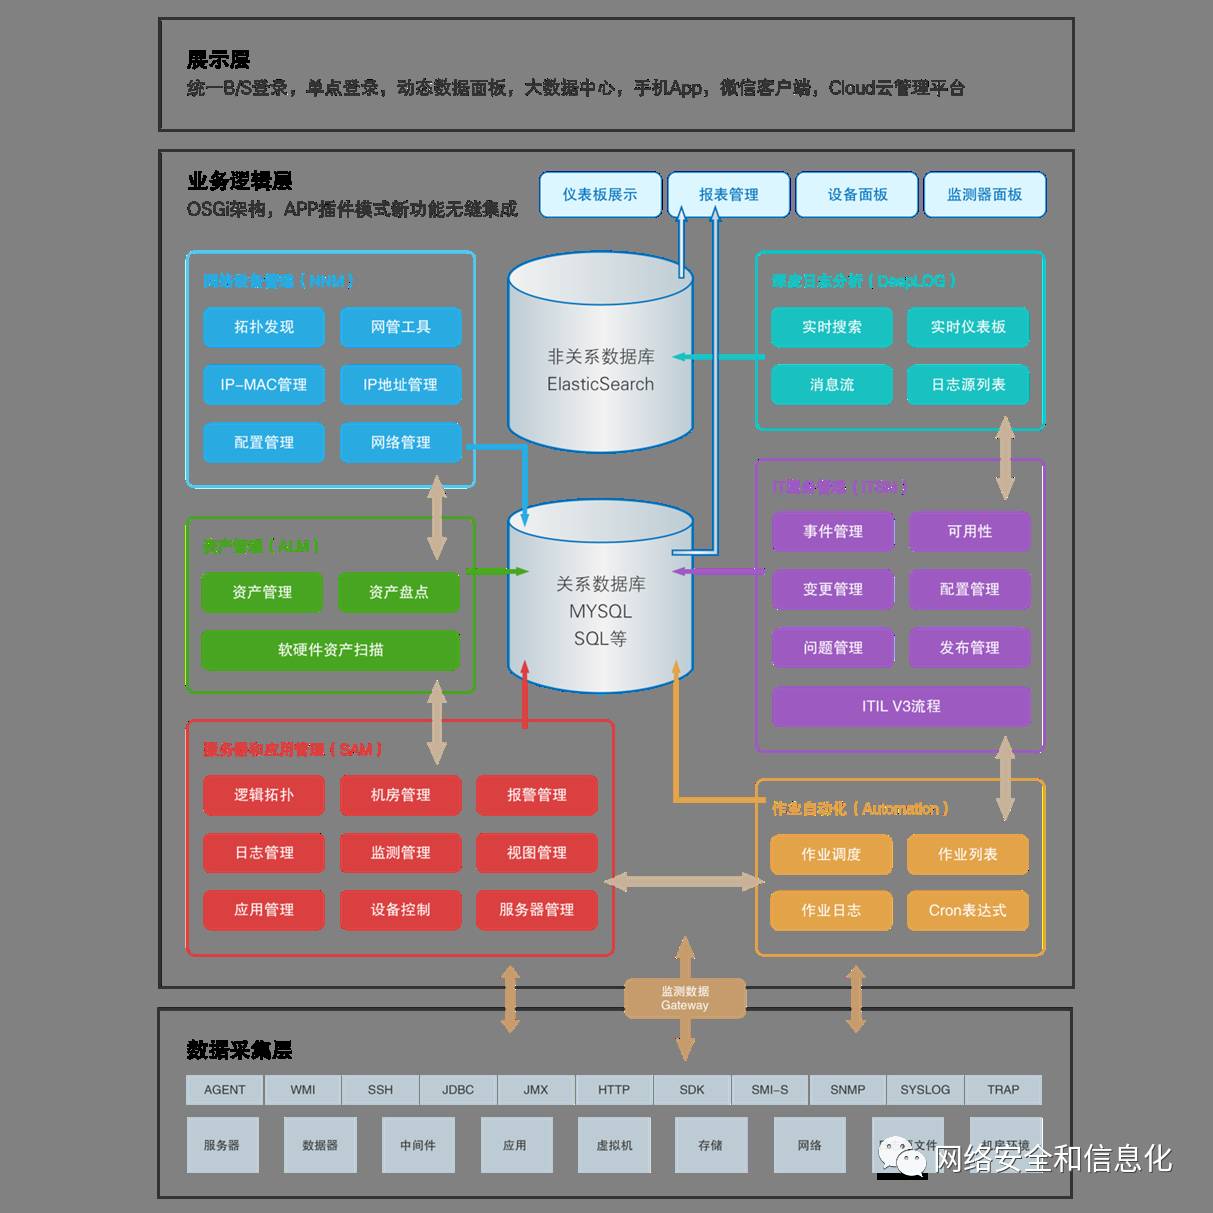 展示层
统一B/S登录，单点登录，动态数据面板，大数据中心，手机App，微信客户端，Cloud云管理平台
业务逻辑层
OSGi架构，APP插件模式新功能无缝集成
仪表板展示
报表管理
设备面板
监测器面板
网络设备管理（NNM）
拓扑发现
网管工具
IP-MAC管理
IP地址管理
配置管理
网络管理
资产管理（ALM）
资产管理
资产盘点
软硬件资产扫描
服务器和应用管理（SAM）
逻辑拓扑
机房管理
报警管理
日志管理
监测管理
视图管理
应用管理
设备控制
服务器管理
非关系数据库
ElasticSearch
关系数据库
MYSQL
SQL等
深度日志分析（DeepLOG）
实时搜索
实时仪表板
消息流
日志源列表
IT服务管理（ITSM）
事件管理
可用性
变更管理
配置管理
问题管理
发布管理
ITIL V3流程
作业自动化（Automation）
作业调度
作业列表
作业日志
Cron表达式
监测数据
Gateway
数据采集层
AGENT
WMI
SSH
JDBC
JMX
HTTP
SDK
SMI-S
SNMP
SYSLOG
TRAP
服务器
数据器
中间件
应用
虚拟机
存储
网络
文件
机房环境
网络安全和信息化